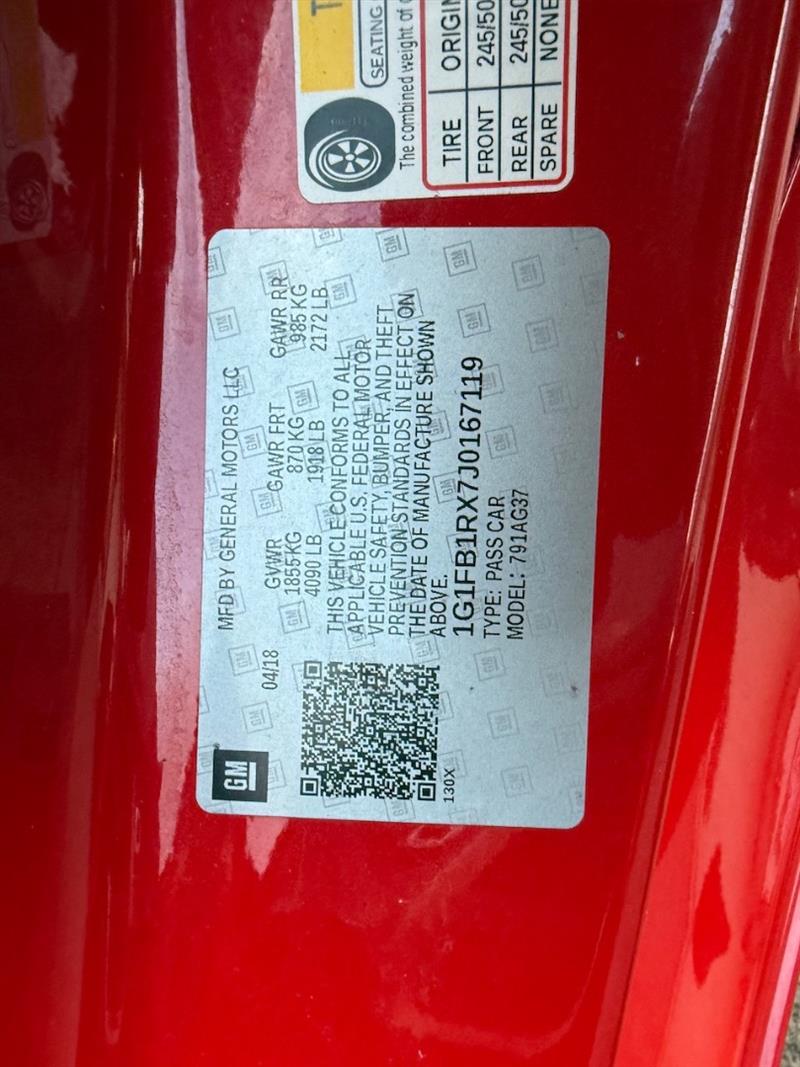 GM
MFD BY GENERAL MOTORS LLC
04/18
GVWR GAWR FRT GAWR RR
1855KG 870 KG 985 KG
4090 LB 1918 LB 2172 LB
THIS VEHICLE CONFORMS TO ALL
APPLICABLE U.S. FEDERAL MOTOR
VEHICLE SAFETY, BUMPER, AND THEFT
PREVENTION STANDARDS IN EFFECT ON
THE DATE OF MANUFACTURE SHOWN
ABOVE.
1G1FB1RX7J0167119
TYPE: PASS CAR
MODEL: 791AG37
130X
SEATING
The combined weight of
TIRE ORIGIN
FRONT 245/50
REAR 245/50
SPARE NONE